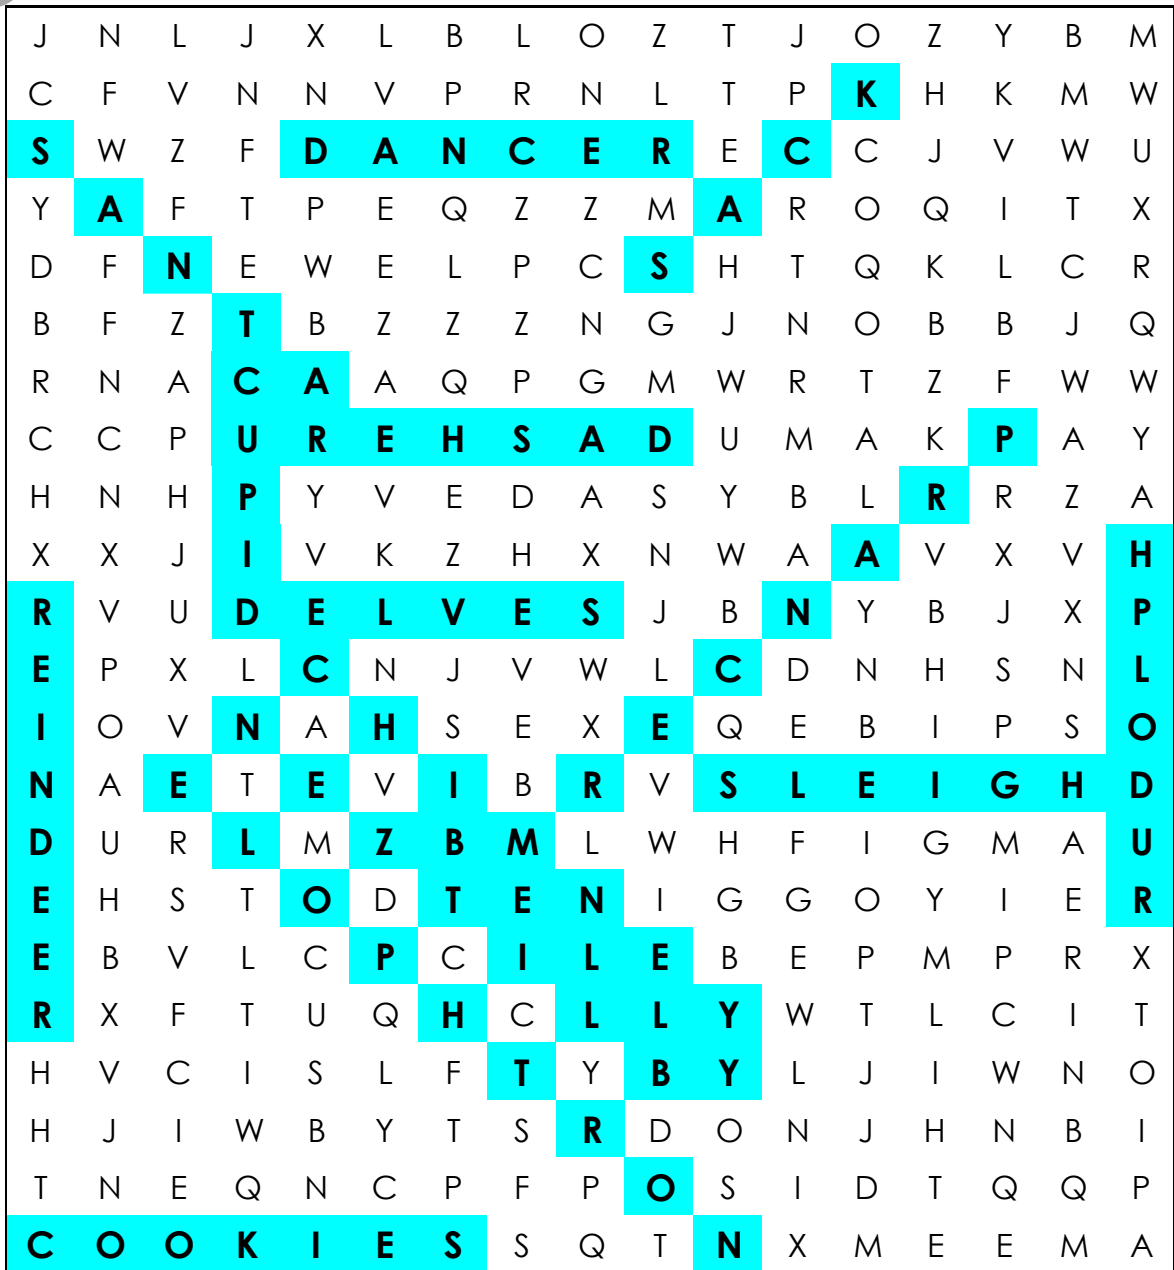 J N L J X L B L O Z T J O Z Y B M
C F V N N V P R N L T P K H K M W
S W Z F D A N C E R E C C J V W U
Y A F T P E Q Z Z M A R O Q I T X
D F N E W E L P C S H T Q K L C R
B F Z T B Z Z Z N G J N O B B J Q
R N A C A A Q P G M W R T Z F W W
C C P U R E H S A D U M A K P A Y
H N H P Y V E D A S Y B L R R Z A
X X J I V K Z H X N W A A V X V H
R V U D E L V E S J B N Y B J X P
E P X L C N J V W L C D N H S N L
I O V N A H S E X E Q E B I P S O
N A E T E V I B R V S L E I G H D
D U R L M Z B M L W H F I G M A U
E H S T O D T E N I G G O Y I E R
E B V L C P C I L E B E P M P R X
R X F T U Q H C L L Y W T L C I T
H V C I S L F T Y B Y L J I W N O
H J I W B Y T S R D O N J H N B I
T N E Q N C P F P O S I D T Q Q P
C O O K I E S S Q T N X M E E M A